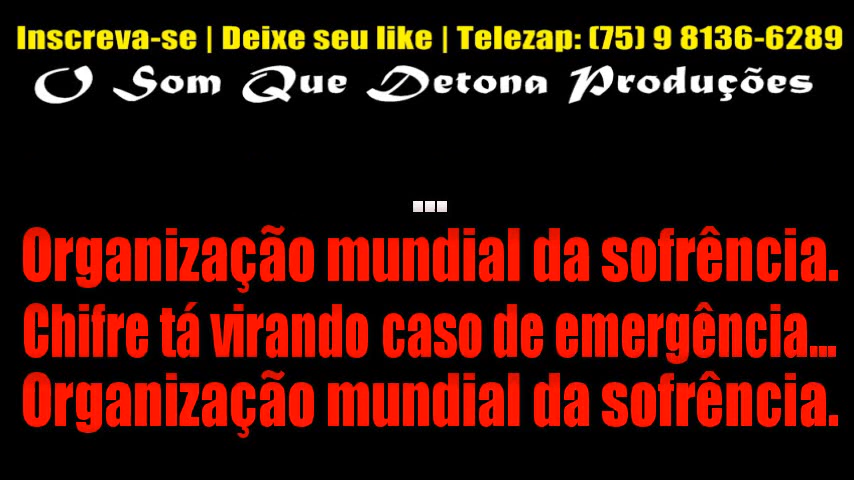 Inscreva-se | Deixe seu like | Telezap: (75) 9 8136-6289
O Som Que Detona Produções
...
Organização mundial da sofrência.
Chifre tá virando caso de emergência...
Organização mundial da sofrência.